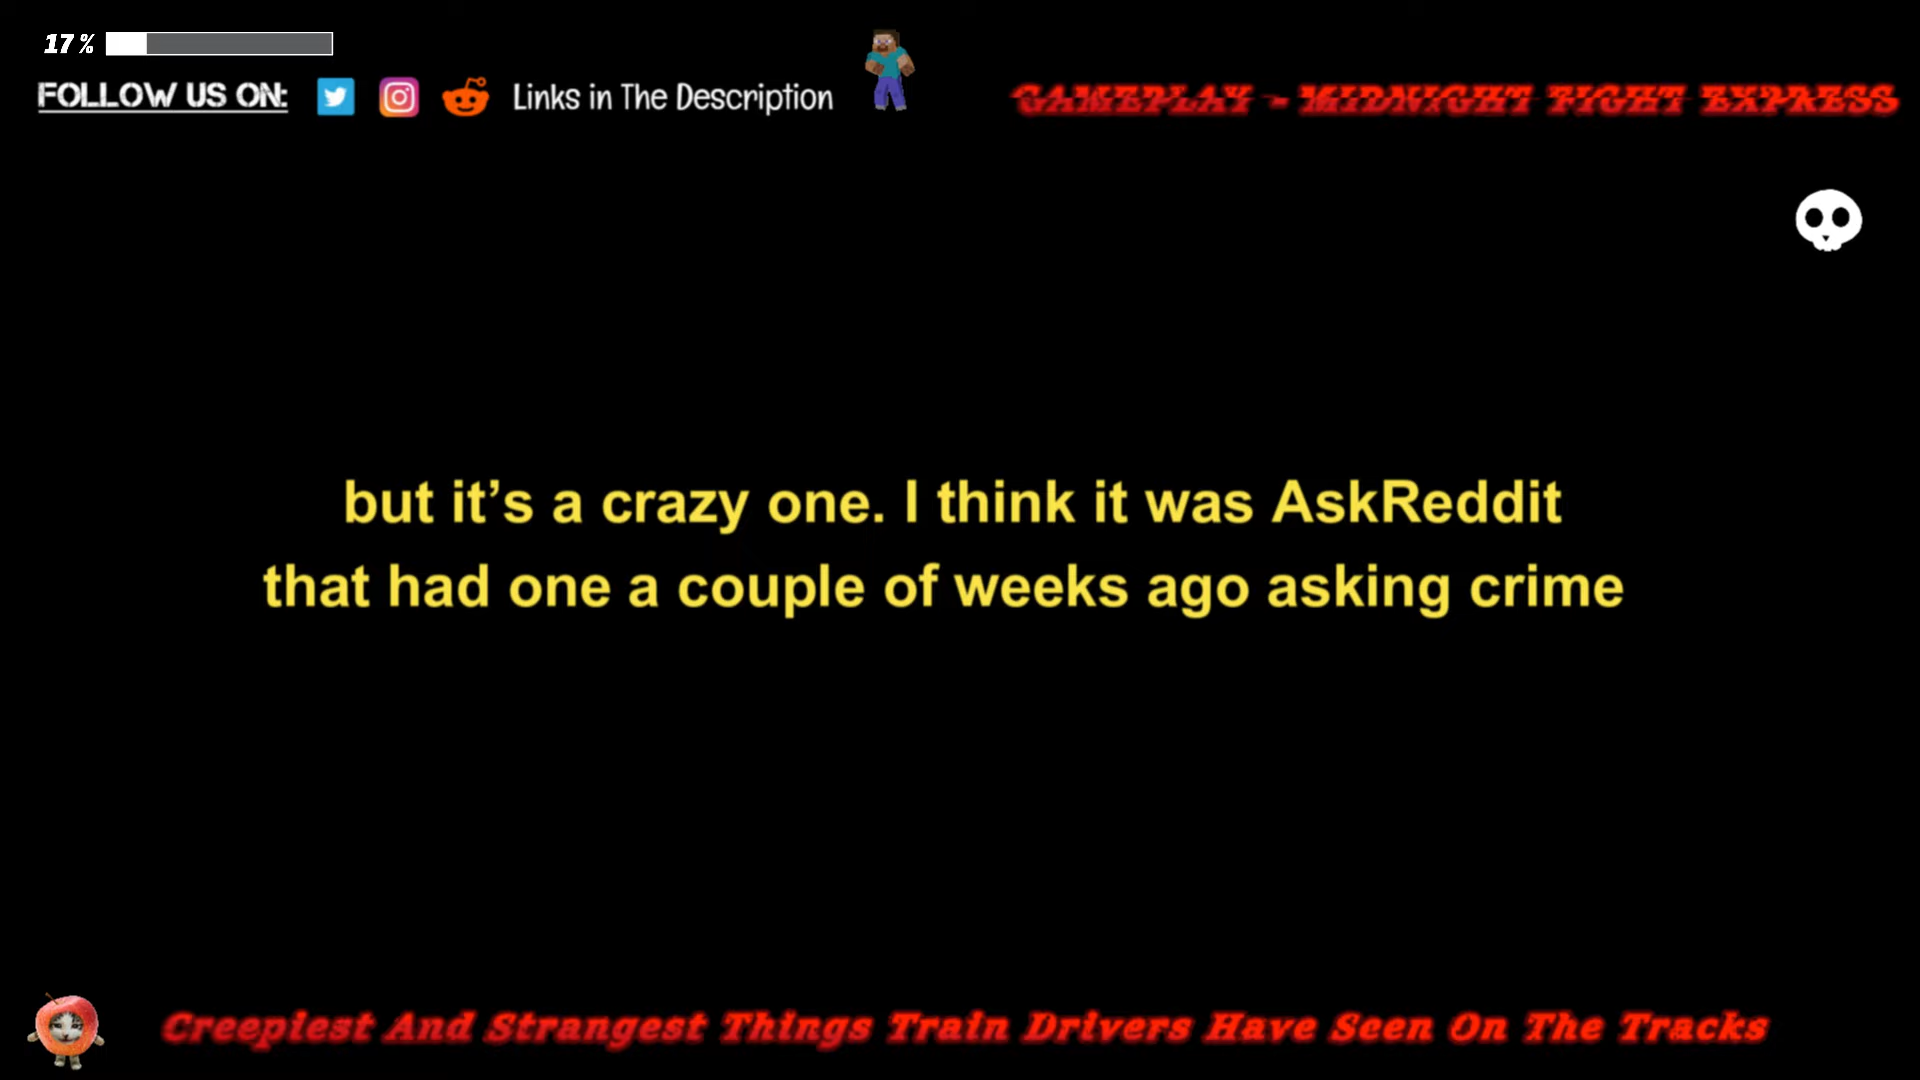 17%
FOLLOW US ON: Links in The Description
GAMEPLAY - MIDNIGHT FIGHT EXPRESS
but it’s a crazy one. I think it was AskReddit
that had one a couple of weeks ago asking crime
Creepiest And Strangest Things Train Drivers Have Seen On The Tracks